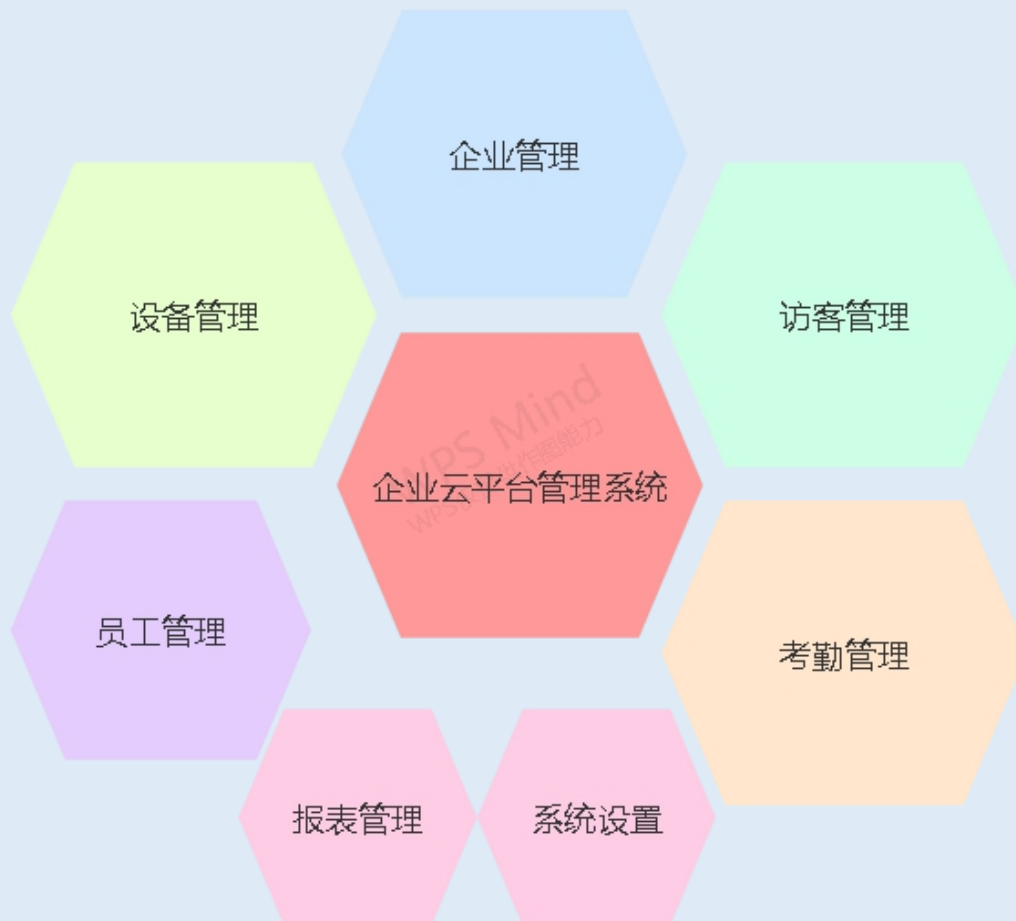 企业管理
设备管理
访客管理
WPS Mind
企业云平台管理系统
员工管理
考勤管理
报表管理
系统设置